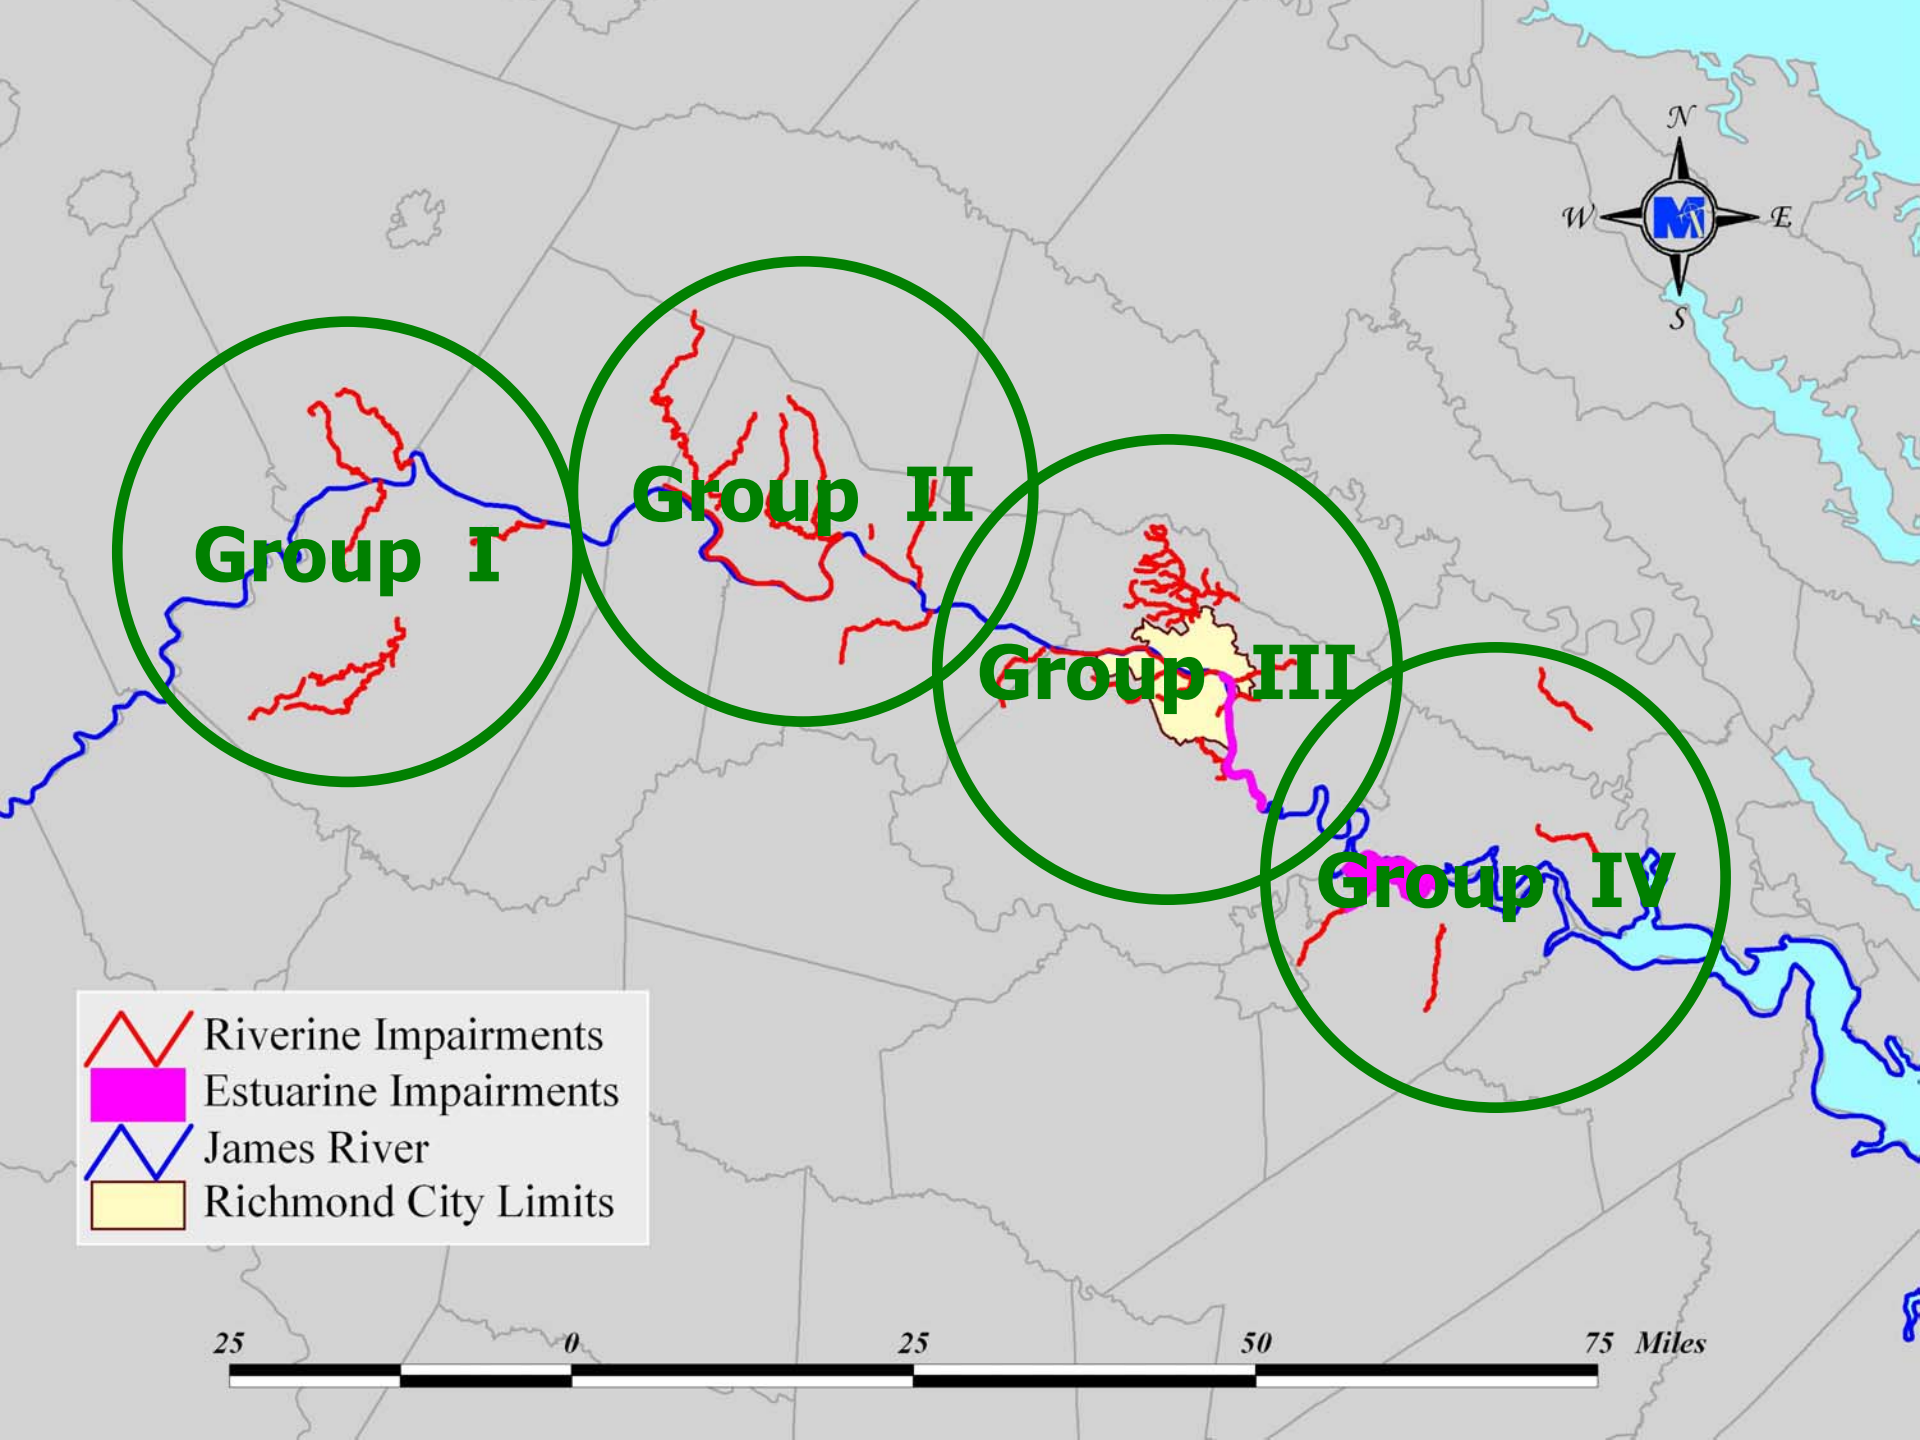 N
W M E
S
Group II
Group I
Group III
Group IV
Riverine Impairments
Estuarine Impairments
James River
Richmond City Limits
25 0 25 50 75 Miles